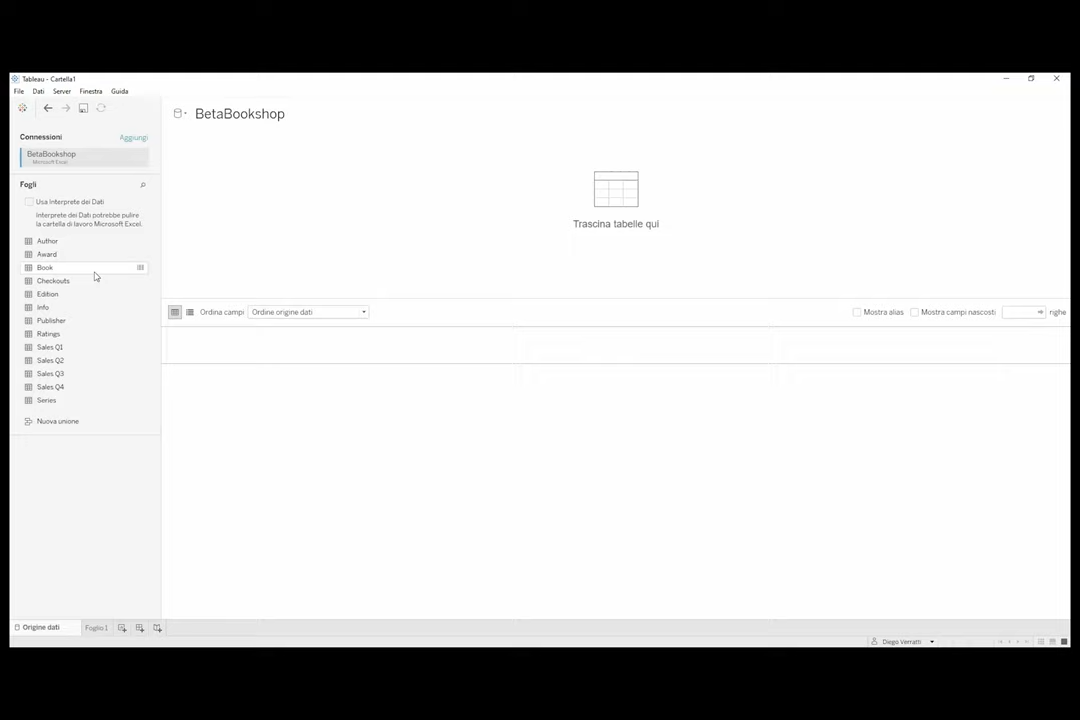 Tableau - Cartella1
File Dati Server Finestra Guida
BetaBookshop
Connessioni Aggiungi
BetaBookshop
Microsoft Excel
Fogli
Usa Interprete dei Dati
Interprete dei Dati potrebbe pulire
la cartella di lavoro Microsoft Excel.
Trascina tabelle qui
Author
Award
Book
Checkouts
Edition
Info
Publisher
Ratings
Sales Q1
Sales Q2
Sales Q3
Sales Q4
Series
Nuova unione
Ordina campi Ordine origine dati Mostra alias Mostra campi nascosti righe
Origine dati Foglio 1
Diego Verratti